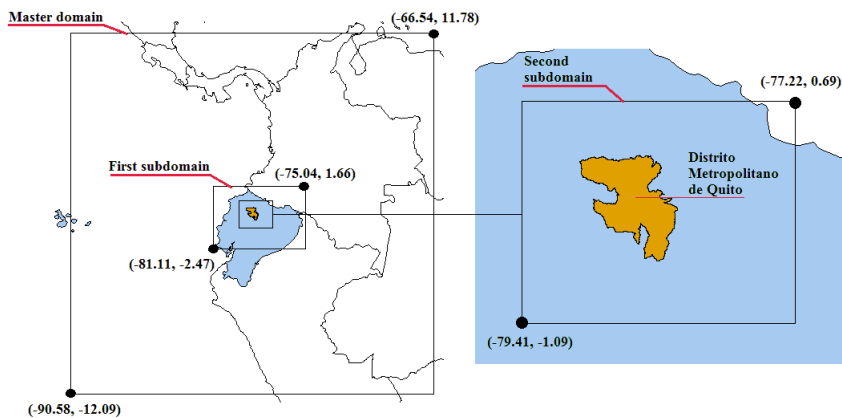 Master domain
(-66.54, 11.78)
First subdomain
(-75.04, 1.66)
(-81.11, -2.47)
(-90.58, -12.09)
Second
subdomain
(-77.22, 0.69)
Distrito
Metropolitano
de Quito
(-79.41, -1.09)